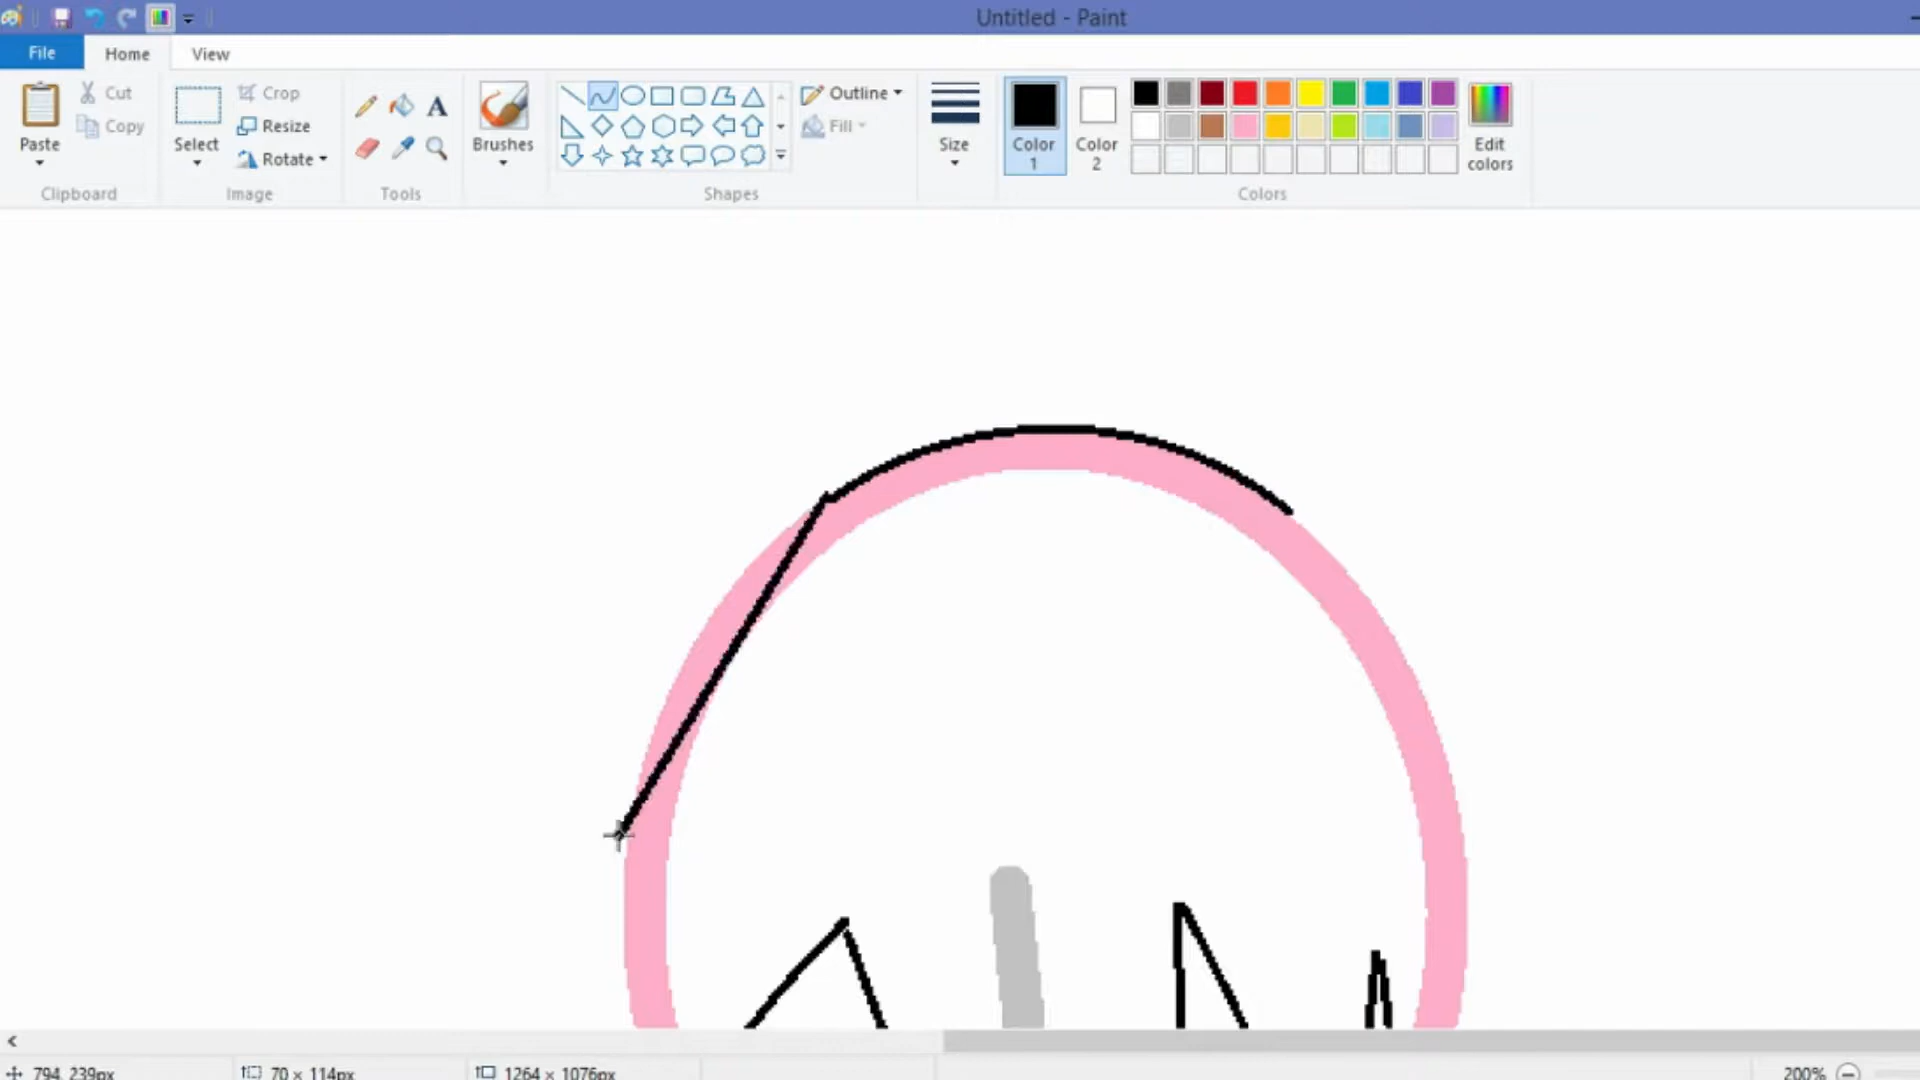 Untitled - Paint
File Home View
Paste Cut Copy Select Crop Resize Rotate A Brushes Outline Fill Size Color 1 Color 2 Edit colors
Clipboard Image Tools Shapes Colors
794, 239px 70 × 114px 1264 × 1076px 200%